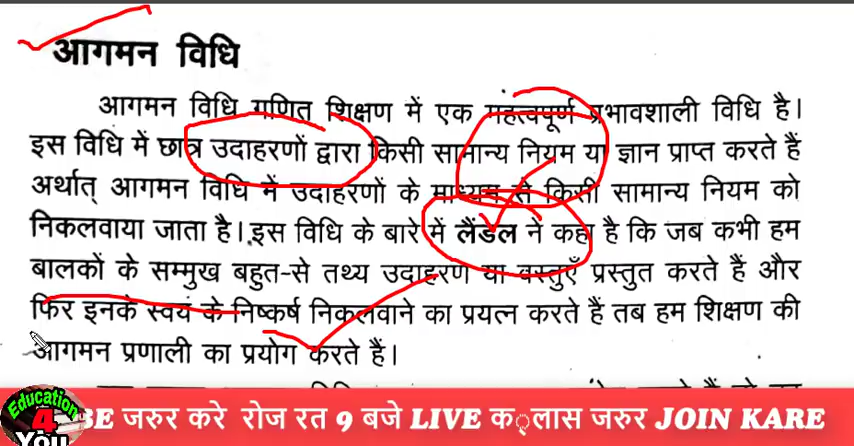 आगमन विधि
आगमन विधि गणित शिक्षण में एक महत्वपूर्ण प्रभावशाली विधि है।
इस विधि में छात्र उदाहरणों द्वारा किसी सामान्य नियम या ज्ञान प्राप्त करते हैं
अर्थात् आगमन विधि में उदाहरणों के माध्यम से किसी सामान्य नियम को
निकलवाया जाता है। इस विधि के बारे में लैंडल ने कहा है कि जब कभी हम
बालकों के सम्मुख बहुत-से तथ्य उदाहरण या वस्तुएँ प्रस्तुत करते हैं और
फिर इनके स्वयं के निष्कर्ष निकलवाने का प्रयत्न करते हैं तब हम शिक्षण की
आगमन प्रणाली का प्रयोग करते हैं।
Education 4 You
BE जरुर करे रोज रत 9 बजे LIVE क्लास जरुर JOIN KARE